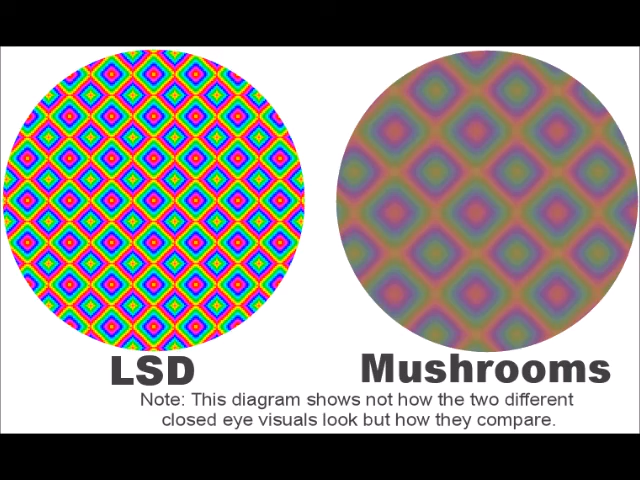 LSD
Mushrooms
Note: This diagram shows not how the two different
closed eye visuals look but how they compare.